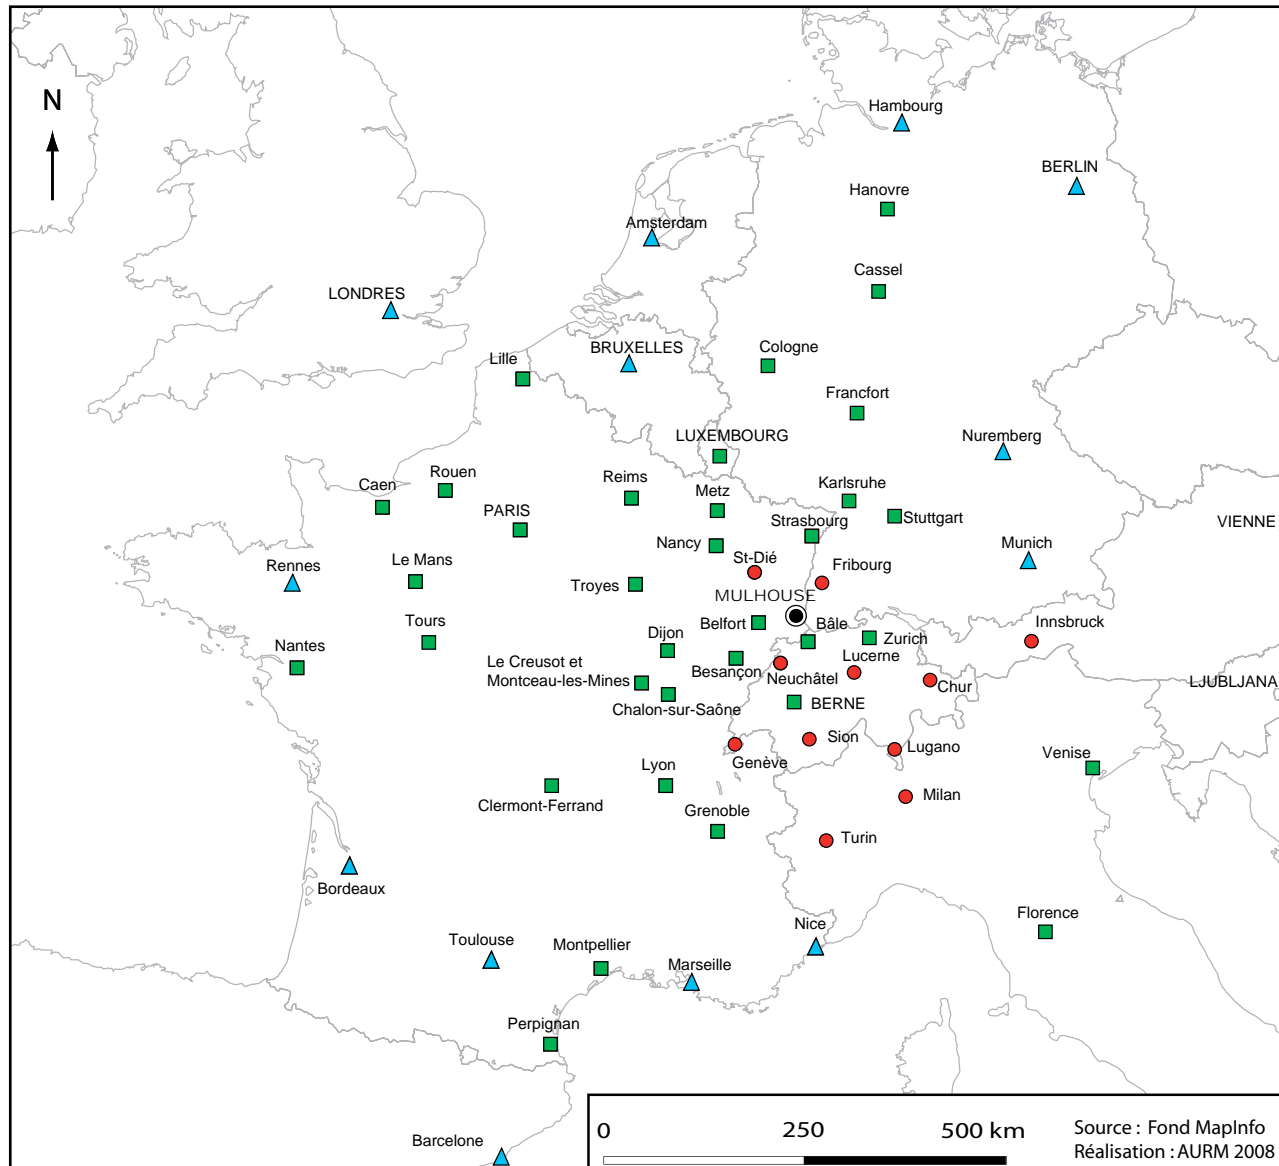 N
Hambourg
BERLIN
Hanovre
Amsterdam
Cassel
LONDRES
BRUXELLES
Cologne
Lille
Francfort
LUXEMBOURG
Nuremberg
Rouen
Reims
Caen
Metz
Karlsruhe
PARIS
Strasbourg
Stuttgart
VIENNE
Nancy
Munich
St-Dié
Le Mans
Rennes
Fribourg
Troyes
MULHOUSE
Tours
Belfort
Bâle
Innsbruck
Dijon
Zurich
Nantes
Le Creusot et
Montceau-les-Mines
Besançon
Lucerne
Neuchâtel
Chur
LJUBLJANA
Chalon-sur-Saône
BERNE
Sion
Lugano
Venise
Genève
Lyon
Milan
Clermont-Ferrand
Grenoble
Turin
Bordeaux
Florence
Nice
Toulouse
Montpellier
Marseille
Perpignan
Barcelone
0 250 500 km
Source : Fond MapInfo
Réalisation : AURM 2008